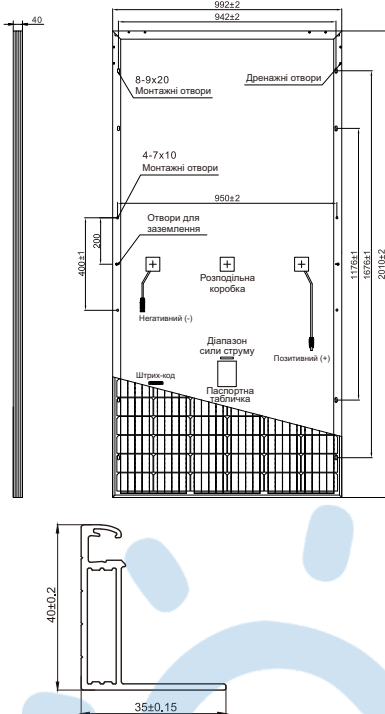 992±2
942±2
40
8-9x20
Монтажні отвори
Дренажні отвори
4-7x10
Монтажні отвори
950±2
Отвори для
заземлення
200
400±1
1176±2
1676±2
2010±2
Розподільна
коробка
Негативний (-)
Позитивний (+)
Діапазон
сили струму
Штрих-код
Паспортна
табличка
40±0.2
35±0.15